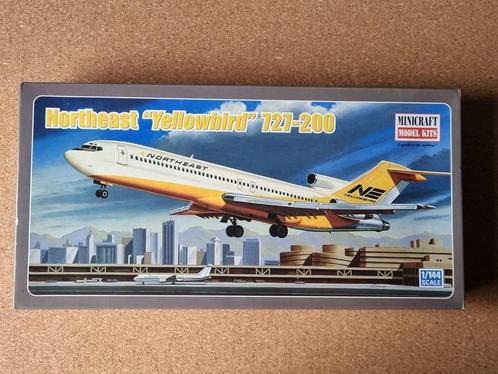 Northeast "Yellowbird" 727-200
MINICRAFT
MODEL KITS
NORTHEAST
NE
YELLOWBIRD
1/144
SCALE